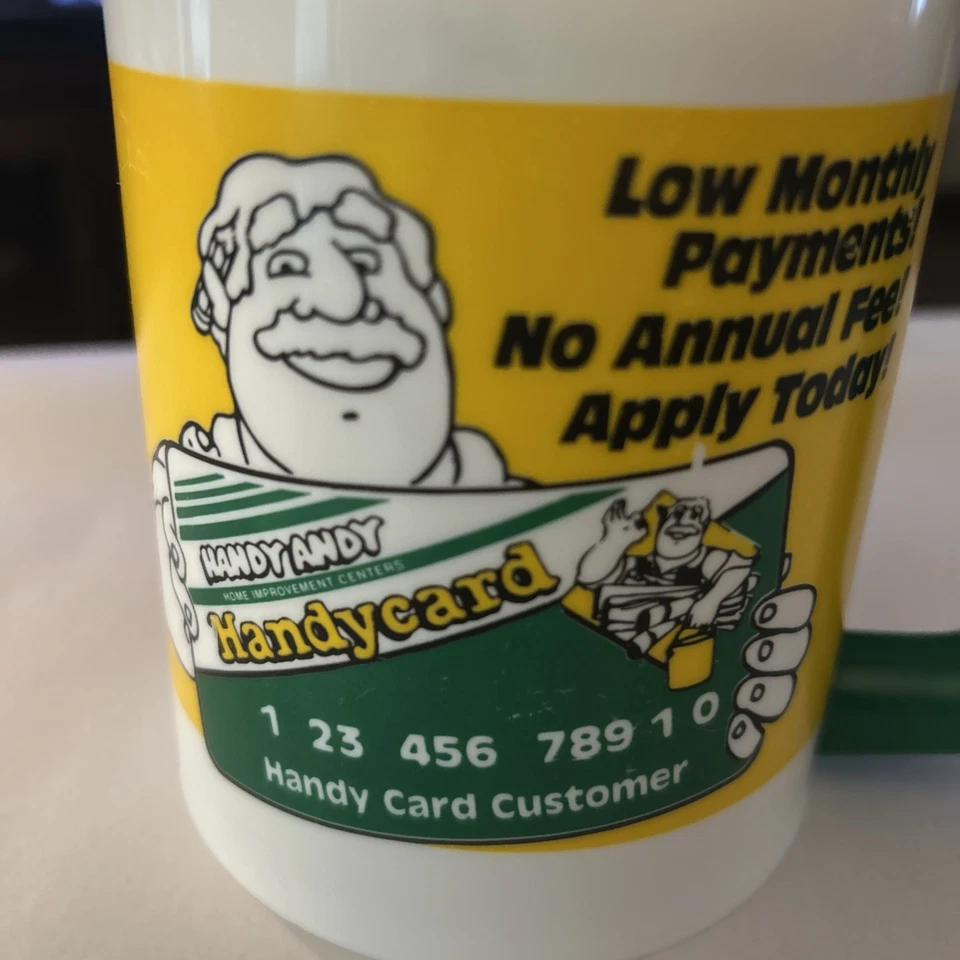 Low Monthly
Payments!
No Annual Fee!
Apply Today!
HANDY ANDY
HOME IMPROVEMENT CENTERS
Handycard
1 23 456 789 1 0
Handy Card Customer